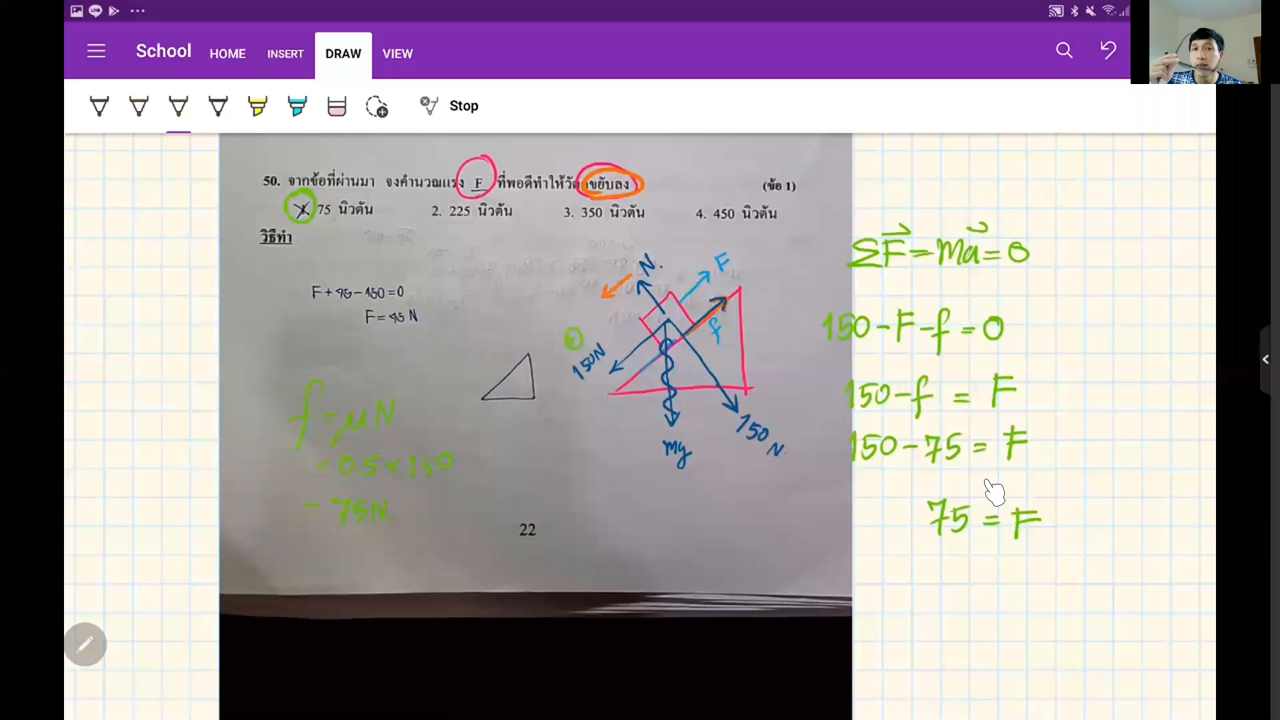 School HOME INSERT DRAW VIEW
Stop
50. จากข้อที่ผ่านมา จงคำนวณแรง F ที่พอดีทำให้วัตถุขยับลง (ข้อ 1)
1. 75 นิวตัน 2. 225 นิวตัน 3. 350 นิวตัน 4. 450 นิวตัน
วิธีทำ
F = 
N.
F
f
150N
150 N.
mg
f = μN
= 0.5 × 150
= 75N.
22
ΣF = ma = 0
150 - F - f = 0
150 - f = F
150 - 75 = F
75 = F